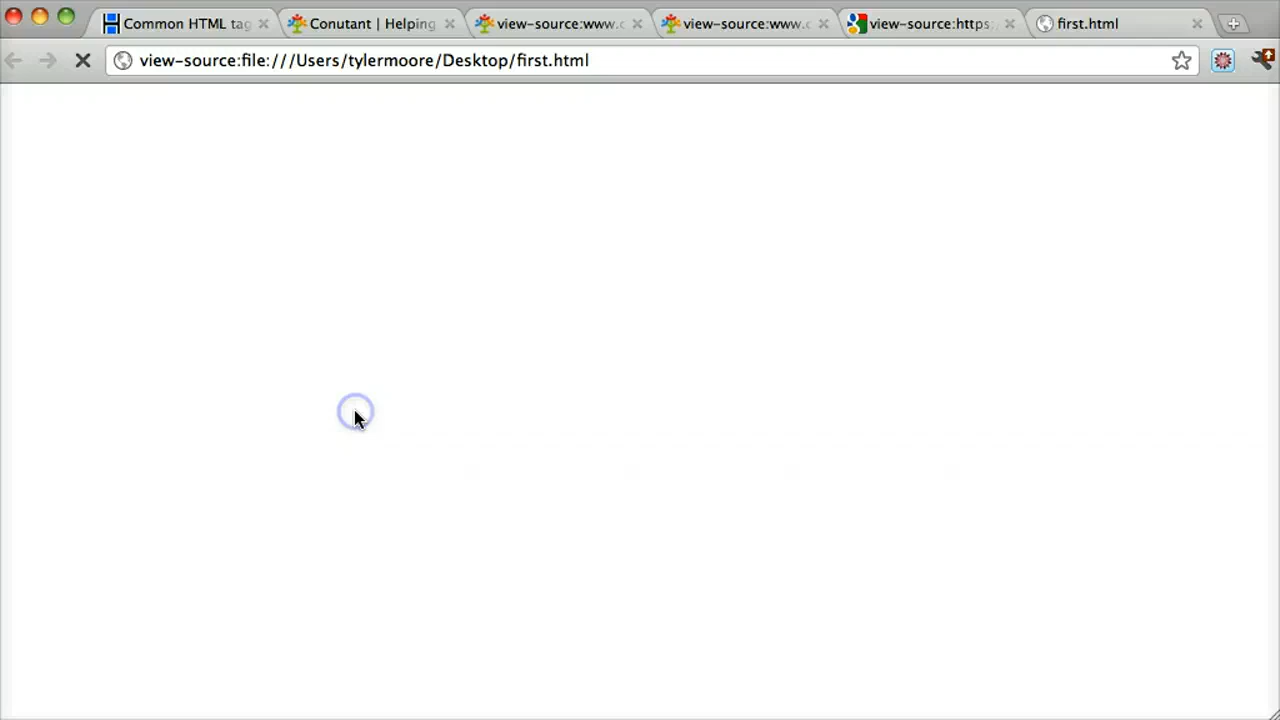 Common HTML tag
Conutant | Helping
view-source:www.c
view-source:www.
view-source:https
first.html
view-source:file:///Users/tylermoore/Desktop/first.html